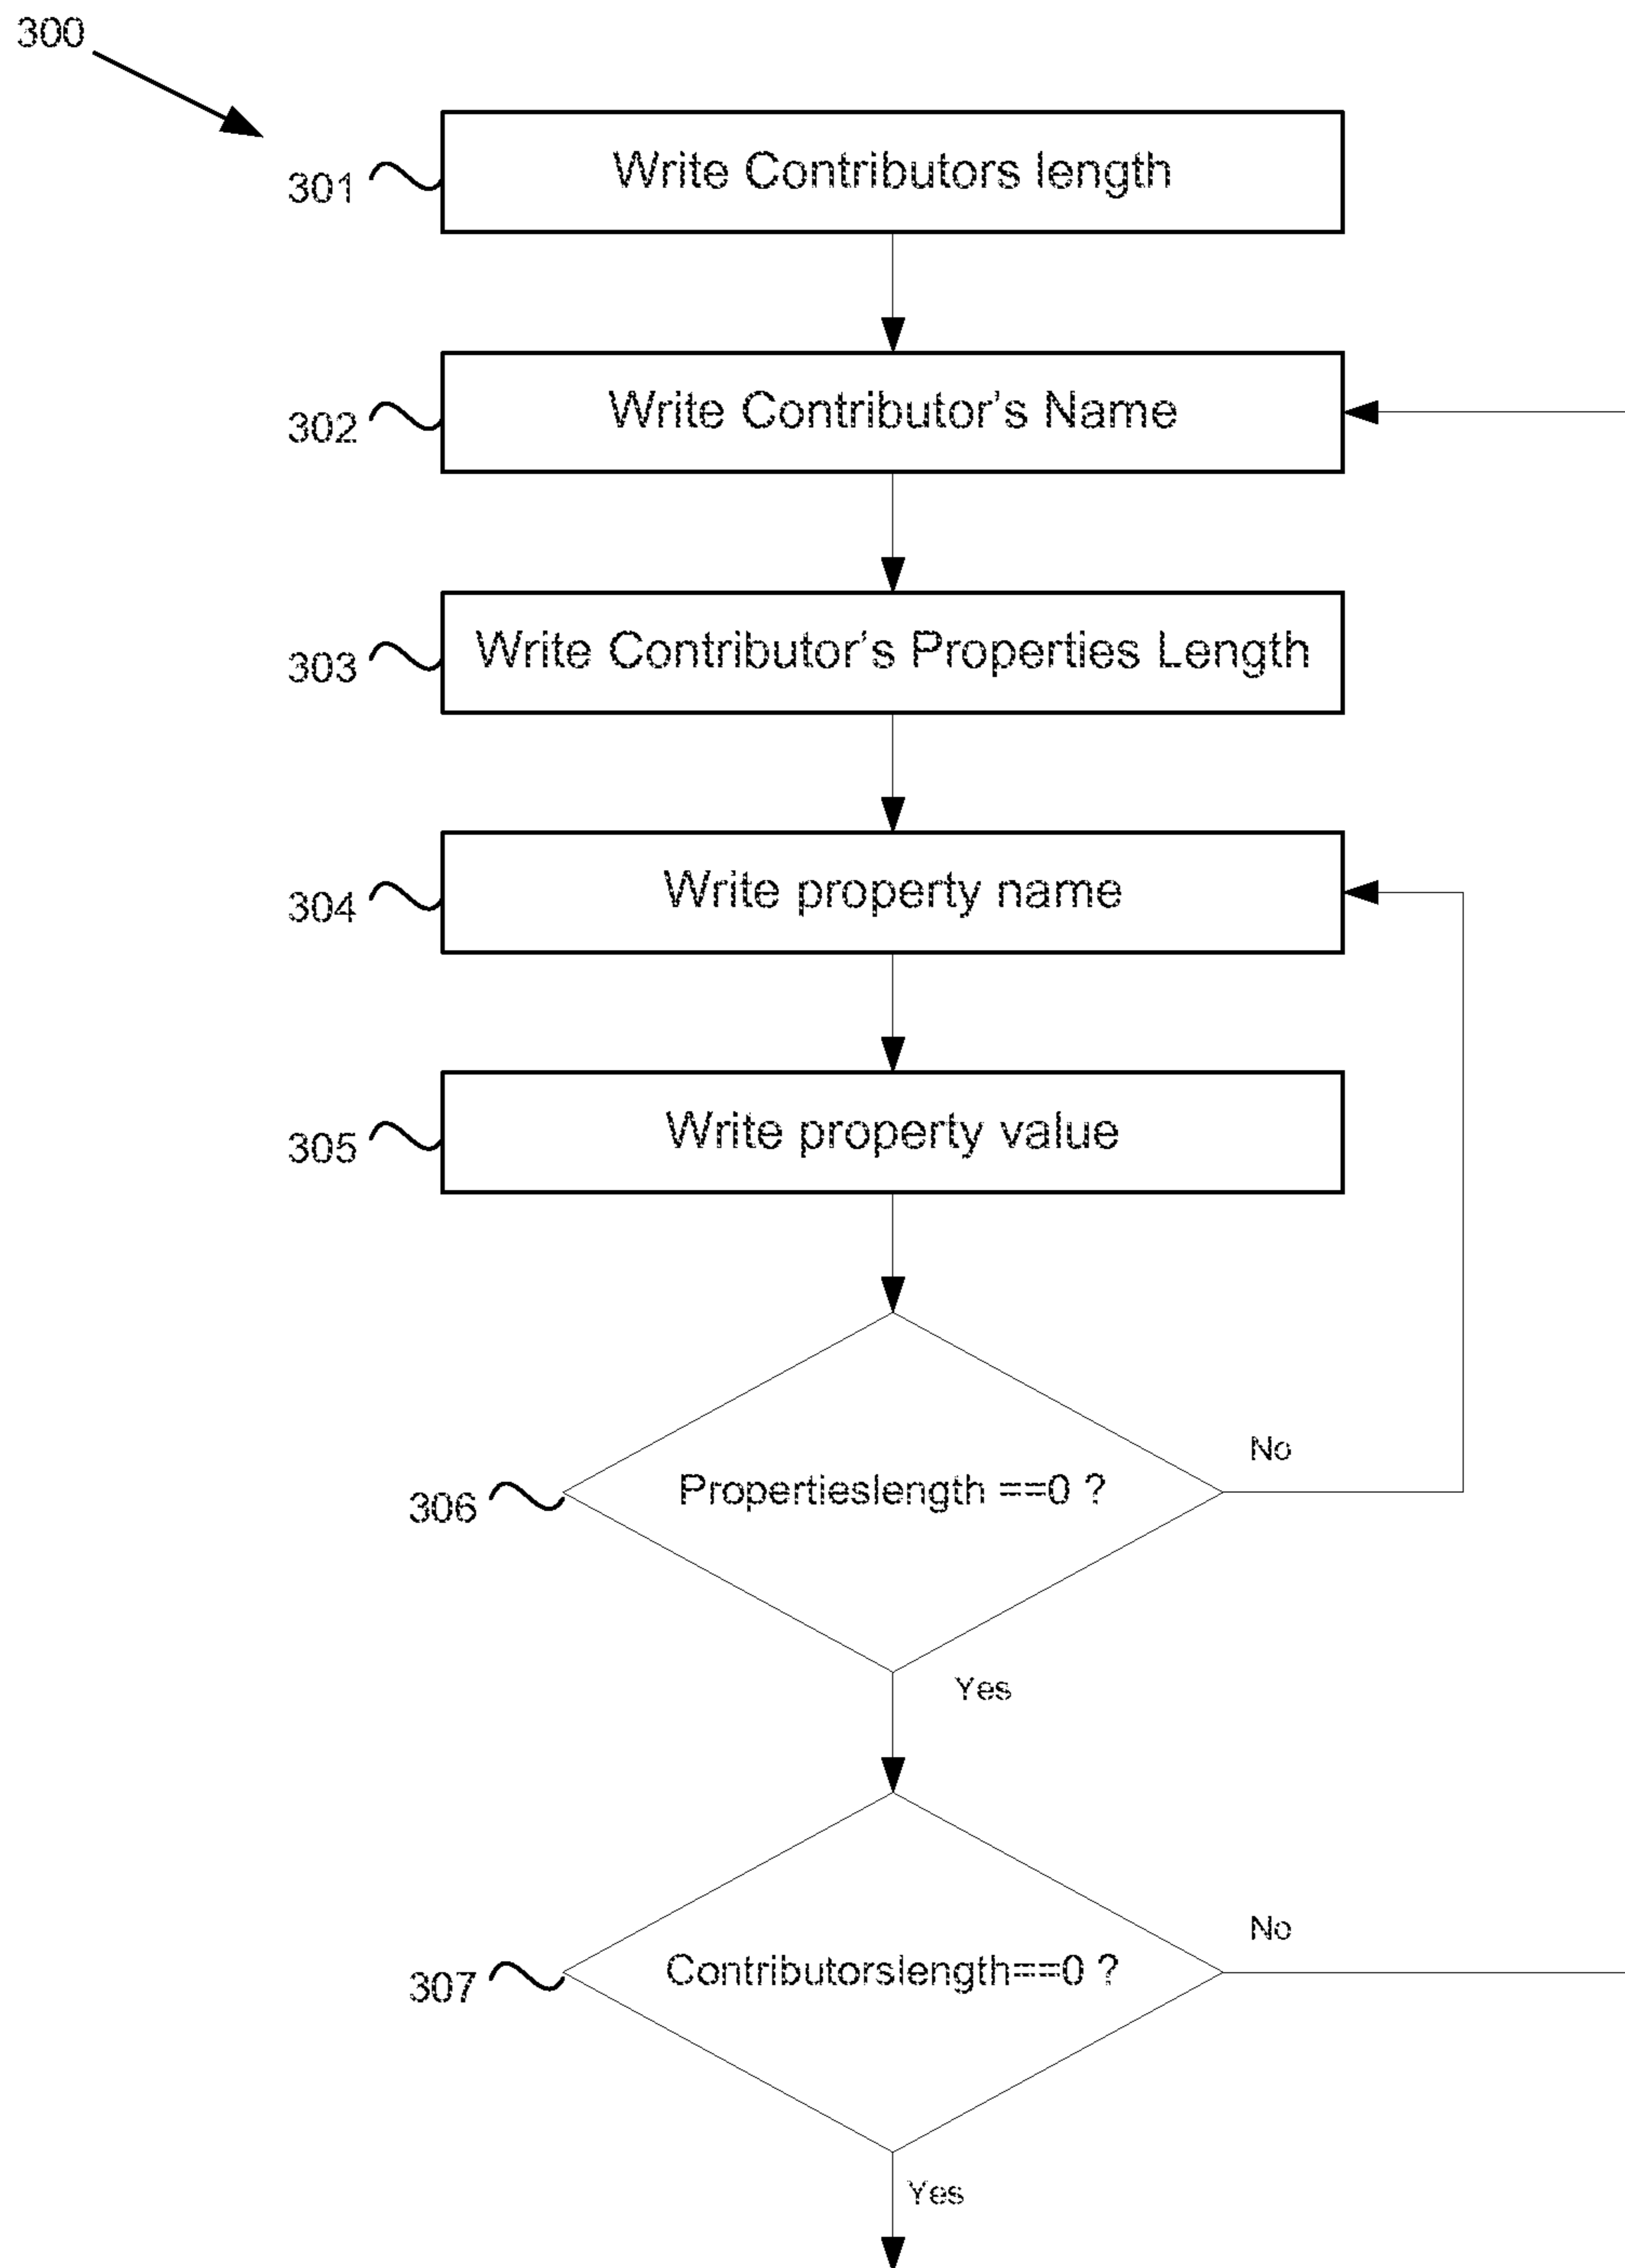 300
301
Write Contributors length
302
Write Contributor's Name
303
Write Contributor's Properties Length
304
Write property name
305
Write property value
306
Propertieslength ==0 ?
No
Yes
307
Contributorslength==0 ?
No
Yes